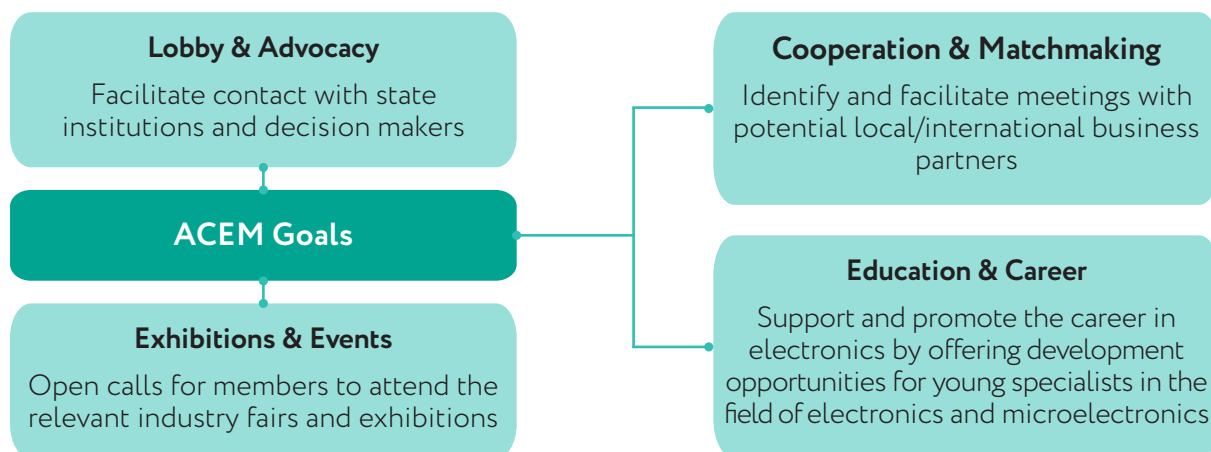 Lobby & Advocacy
Facilitate contact with state
institutions and decision makers
ACEM Goals
Exhibitions & Events
Open calls for members to attend the
relevant industry fairs and exhibitions
Cooperation & Matchmaking
Identify and facilitate meetings with
potential local/international business
partners
Education & Career
Support and promote the career in
electronics by offering development
opportunities for young specialists in the
field of electronics and microelectronics